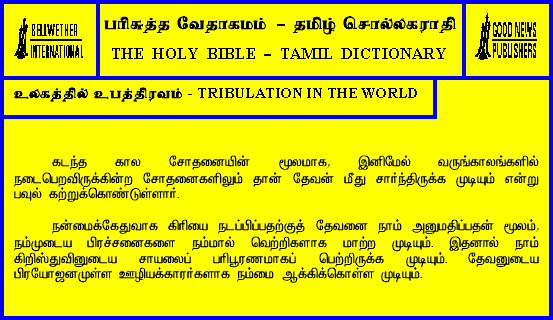 BELLWETHER
INTERNATIONAL
பரிசுத்த வேதாகமம் – தமிழ் சொல்லகராதி
THE HOLY BIBLE – TAMIL DICTIONARY
GOOD NEWS
PUBLISHERS
உலகத்தில் உபத்திரவம் - TRIBULATION IN THE WORLD
கடந்த கால சோதனையின் மூலமாக, இனிமேல் வருங்காலங்களில்
நடைபெறவிருக்கின்ற சோதனைகளிலும் தான் தேவன் மீது சார்ந்திருக்க முடியும் என்று
பவுல் கற்றுக்கொண்டுள்ளார்.
நன்மைக்கேதுவாக கிரியை நடப்பிப்பதற்குத் தேவனை நாம் அனுமதிப்பதன் மூலம்,
நம்முடைய பிரச்சனைகளை நம்மால் வெற்றிகளாக மாற்ற முடியும். இதனால் நாம்
கிறிஸ்துவினுடைய சாயலைப் பரிபூரணமாகப் பெற்றிருக்க முடியும். தேவனுடைய
பிரயோஜனமுள்ள ஊழியக்காரர்களாக நம்மை ஆக்கிக்கொள்ள முடியும்.